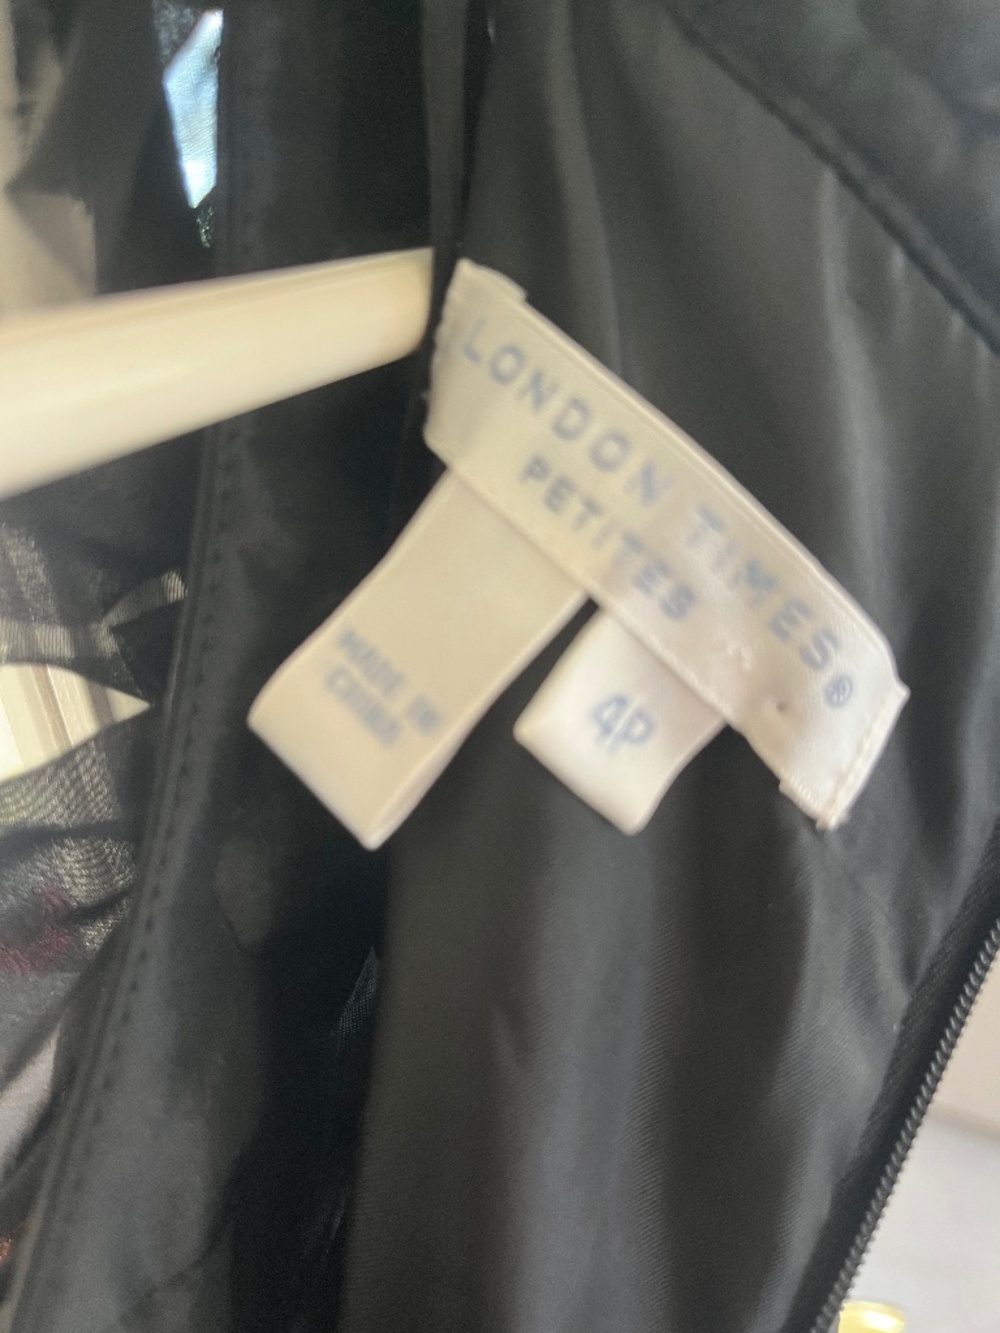 LONDON TIMES®
PETITES
MADE IN
CHINA
4P